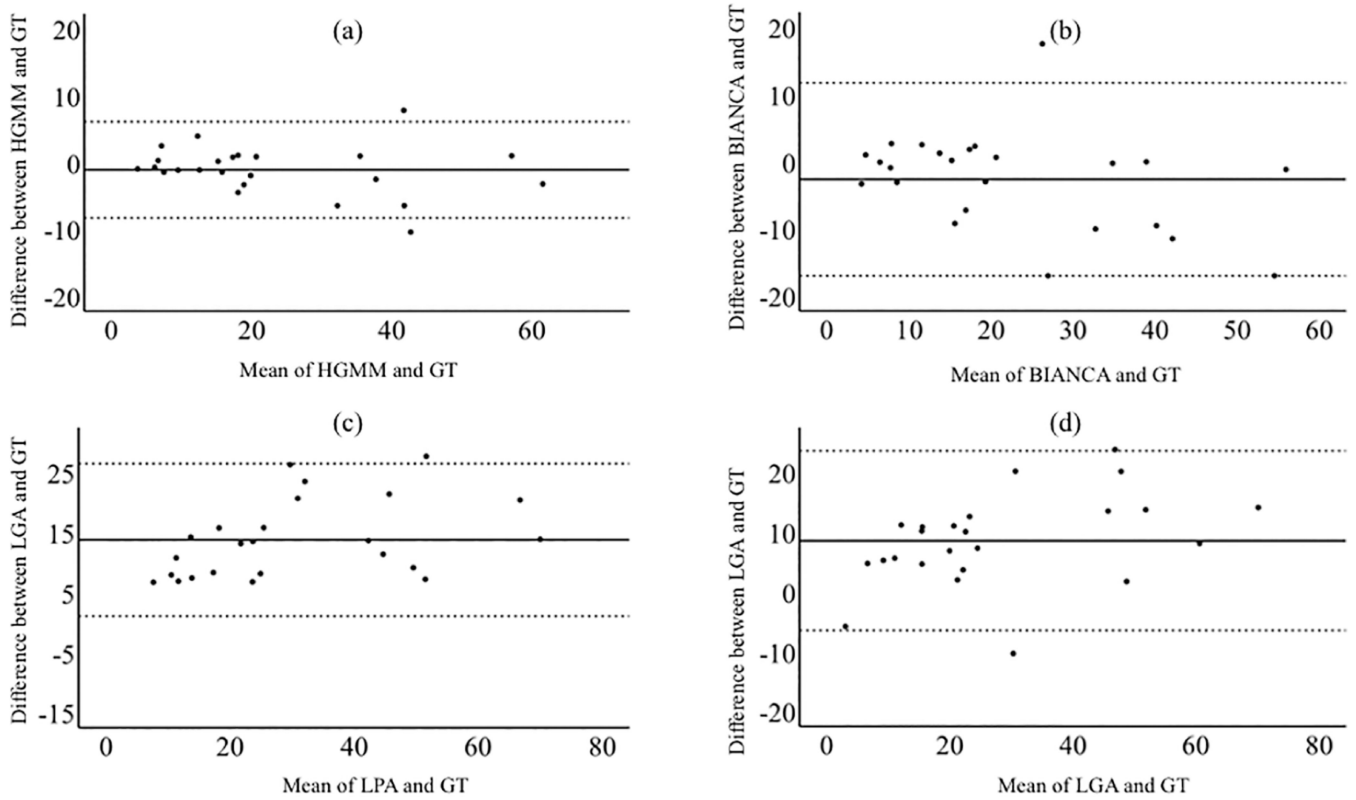 (a)
Difference between HGMM and GT
20
10
0
-10
-20
0 20 40 60
Mean of HGMM and GT
(b)
Difference between BIANCA and GT
20
10
0
-10
-20
0 10 20 30 40 50 60
Mean of BIANCA and GT
(c)
Difference between LGA and GT
25
15
5
-5
-15
0 20 40 60 80
Mean of LPA and GT
(d)
Difference between LGA and GT
20
10
0
-10
-20
0 20 40 60 80
Mean of LGA and GT